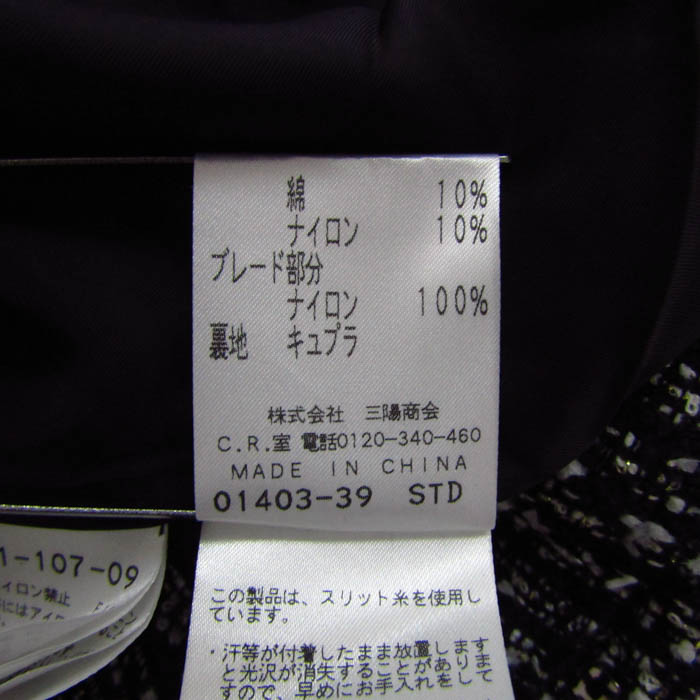 綿 10%
ナイロン 10%
ブレード部分
ナイロン 100%
裏地 キュプラ
株式会社 三陽商会
C.R.室 電話0120-340-460
MADE IN CHINA
01403-39 STD
1-107-09
イロン禁止
にはアイ
この製品は、スリット糸を使用し
ています。
・汗等が付着したまま放置します
と光沢が消失することがありま
すので、早めにお手入れをして